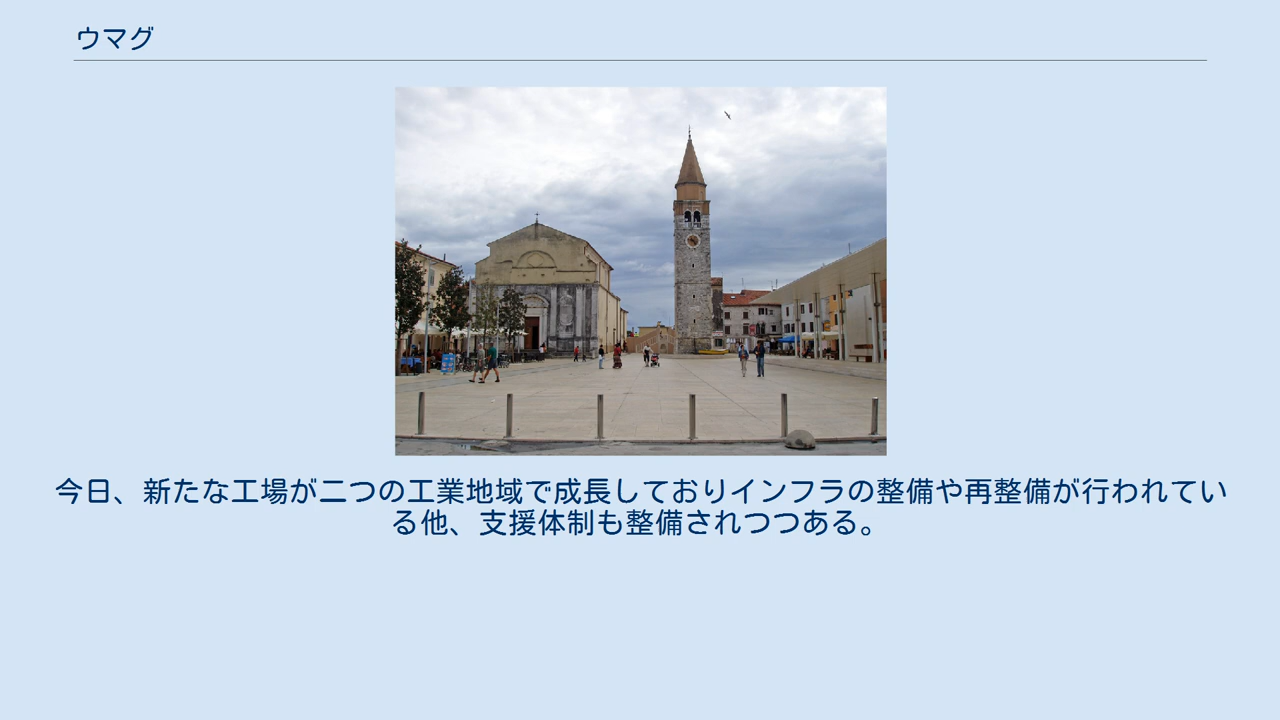 ウマグ
今日、新たな工場が二つの工業地域で成長しておりインフラの整備や再整備が行われてい
る他、支援体制も整備されつつある。